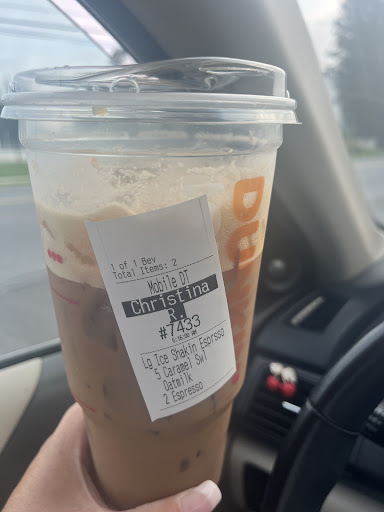 1 of 1 Bev
Total Items: 2
Mobile DT
Christina
R.
#7433
Lg Ice Shakin Esprsso
5 Caramel Swl
Oatmilk
2 Espresso
DU